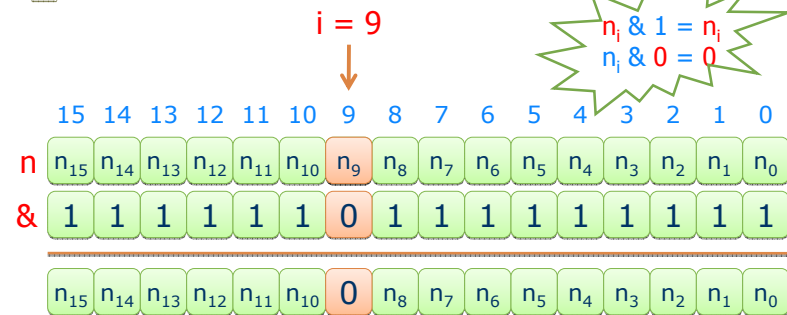 i = 9
nᵢ & 1 = nᵢ
nᵢ & 0 = 0
15 14 13 12 11 10 9 8 7 6 5 4 3 2 1 0
n n₁₅ n₁₄ n₁₃ n₁₂ n₁₁ n₁₀ n₉ n₈ n₇ n₆ n₅ n₄ n₃ n₂ n₁ n₀
& 1 1 1 1 1 1 0 1 1 1 1 1 1 1 1 1
n₁₅ n₁₄ n₁₃ n₁₂ n₁₁ n₁₀ 0 n₈ n₇ n₆ n₅ n₄ n₃ n₂ n₁ n₀